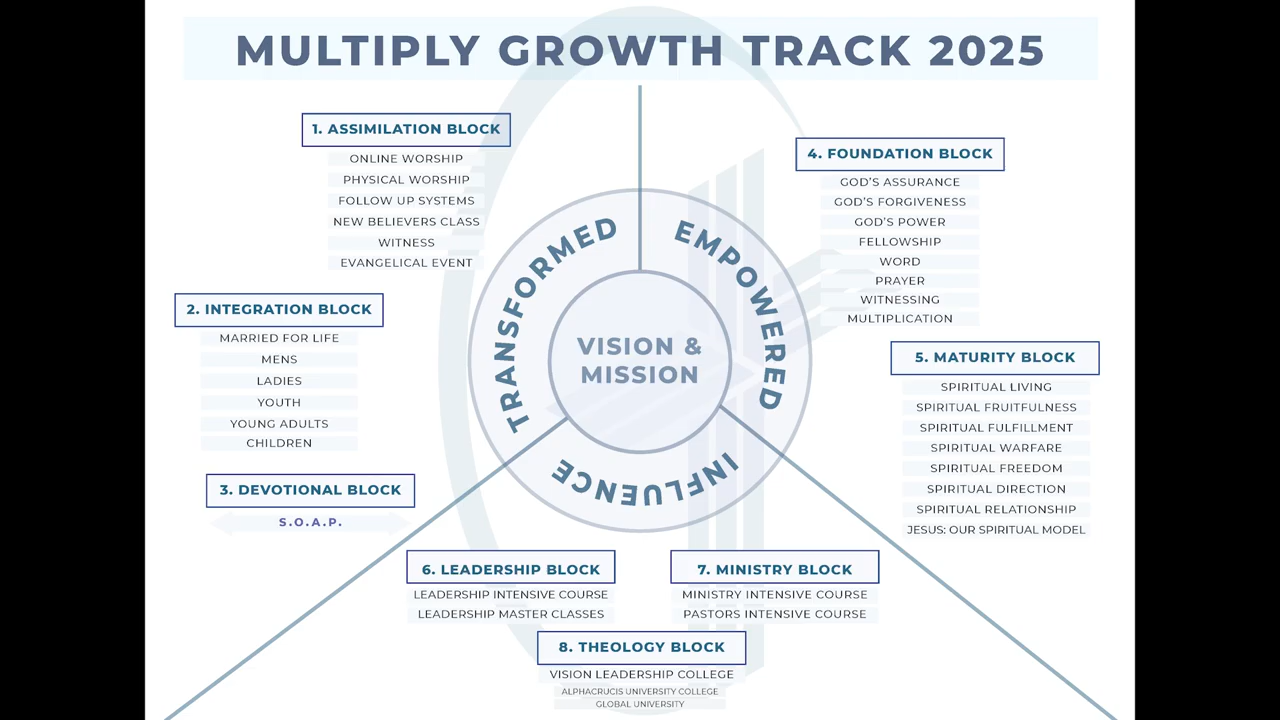 MULTIPLY GROWTH TRACK 2025
1. ASSIMILATION BLOCK
ONLINE WORSHIP
PHYSICAL WORSHIP
FOLLOW UP SYSTEMS
NEW BELIEVERS CLASS
WITNESS
EVANGELICAL EVENT
2. INTEGRATION BLOCK
MARRIED FOR LIFE
MENS
LADIES
YOUTH
YOUNG ADULTS
CHILDREN
3. DEVOTIONAL BLOCK
S.O.A.P.
TRANSFORMED
EMPOWERED
INFLUENCE
VISION &
MISSION
4. FOUNDATION BLOCK
GOD'S ASSURANCE
GOD'S FORGIVENESS
GOD'S POWER
FELLOWSHIP
WORD
PRAYER
WITNESSING
MULTIPLICATION
5. MATURITY BLOCK
SPIRITUAL LIVING
SPIRITUAL FRUITFULNESS
SPIRITUAL FULFILLMENT
SPIRITUAL WARFARE
SPIRITUAL FREEDOM
SPIRITUAL DIRECTION
SPIRITUAL RELATIONSHIP
JESUS: OUR SPIRITUAL MODEL
6. LEADERSHIP BLOCK
LEADERSHIP INTENSIVE COURSE
LEADERSHIP MASTER CLASSES
7. MINISTRY BLOCK
MINISTRY INTENSIVE COURSE
PASTORS INTENSIVE COURSE
8. THEOLOGY BLOCK
VISION LEADERSHIP COLLEGE
ALPHACRUCIS UNIVERSITY COLLEGE
GLOBAL UNIVERSITY